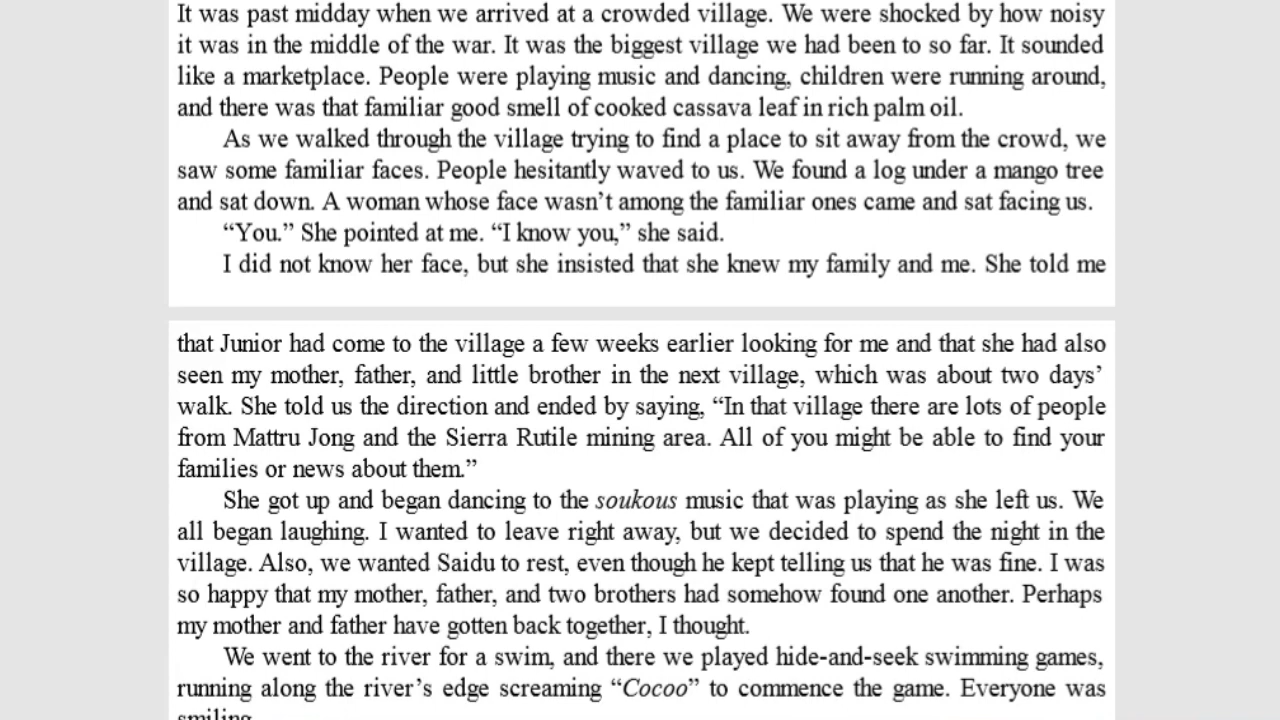 It was past midday when we arrived at a crowded village. We were shocked by how noisy
it was in the middle of the war. It was the biggest village we had been to so far. It sounded
like a marketplace. People were playing music and dancing, children were running around,
and there was that familiar good smell of cooked cassava leaf in rich palm oil.
As we walked through the village trying to find a place to sit away from the crowd, we
saw some familiar faces. People hesitantly waved to us. We found a log under a mango tree
and sat down. A woman whose face wasn’t among the familiar ones came and sat facing us.
“You.” She pointed at me. “I know you,” she said.
I did not know her face, but she insisted that she knew my family and me. She told me
that Junior had come to the village a few weeks earlier looking for me and that she had also
seen my mother, father, and little brother in the next village, which was about two days’
walk. She told us the direction and ended by saying, “In that village there are lots of people
from Mattru Jong and the Sierra Rutile mining area. All of you might be able to find your
families or news about them.”
She got up and began dancing to the soukous music that was playing as she left us. We
all began laughing. I wanted to leave right away, but we decided to spend the night in the
village. Also, we wanted Saidu to rest, even though he kept telling us that he was fine. I was
so happy that my mother, father, and two brothers had somehow found one another. Perhaps
my mother and father have gotten back together, I thought.
We went to the river for a swim, and there we played hide-and-seek swimming games,
running along the river’s edge screaming “Cocoo” to commence the game. Everyone was
smiling.